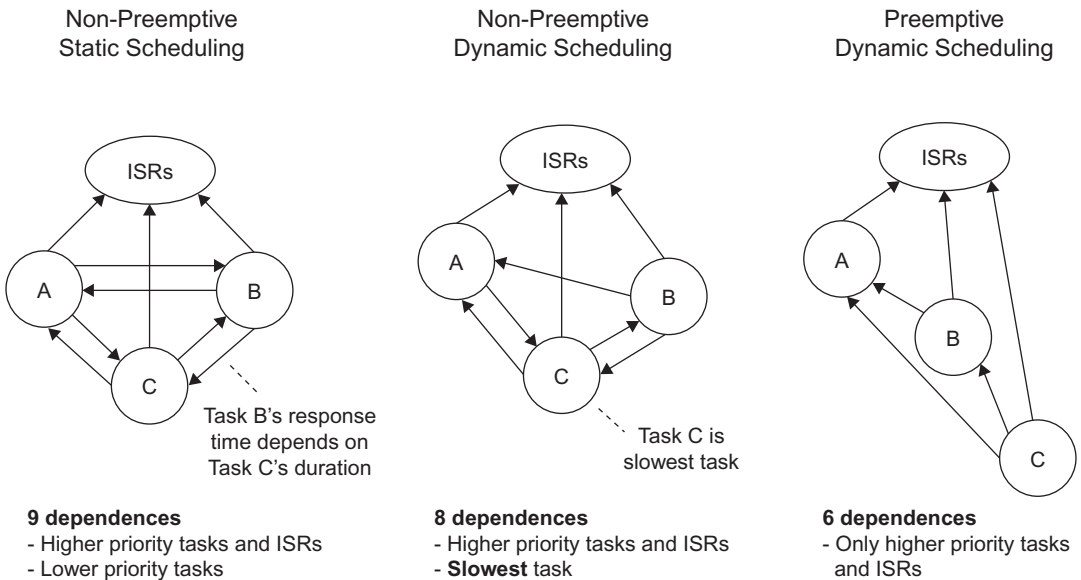 Non-Preemptive
Static Scheduling
ISRs
A
B
C
Task B's response
time depends on
Task C's duration
9 dependences
- Higher priority tasks and ISRs
- Lower priority tasks
Non-Preemptive
Dynamic Scheduling
ISRs
A
B
C
Task C is
slowest task
8 dependences
- Higher priority tasks and ISRs
- Slowest task
Preemptive
Dynamic Scheduling
ISRs
A
B
C
6 dependences
- Only higher priority tasks
and ISRs